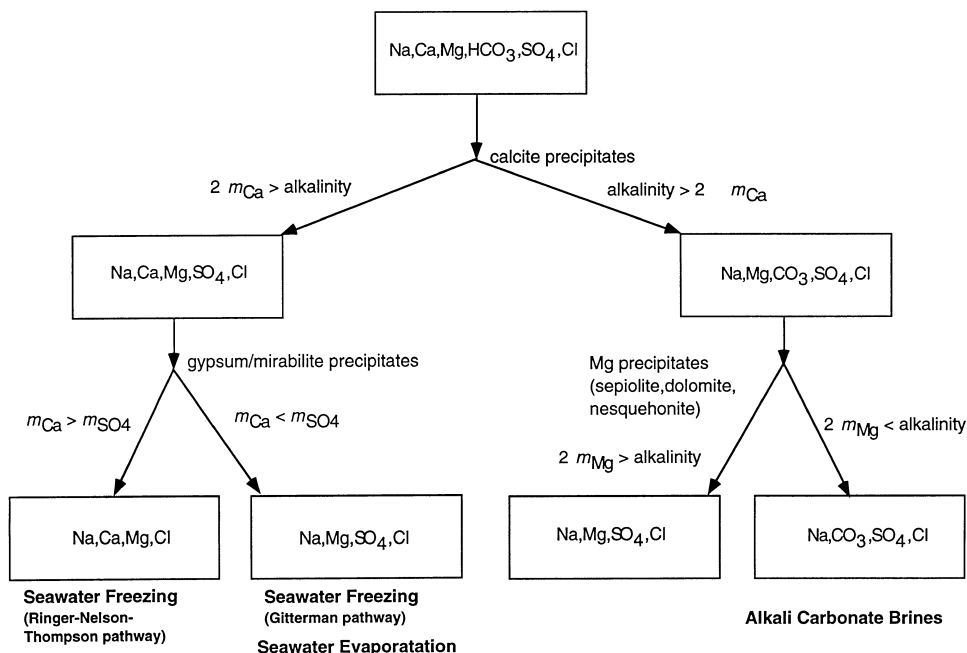 Na,Ca,Mg,HCO3,SO4,Cl
calcite precipitates
2 mCa > alkalinity
alkalinity > 2 mCa
Na,Ca,Mg,SO4,Cl
Na,Mg,CO3,SO4,Cl
gypsum/mirabilite precipitates
Mg precipitates
(sepiolite,dolomite,
nesquehonite)
mCa > mSO4
mCa < mSO4
2 mMg < alkalinity
2 mMg > alkalinity
Na,Ca,Mg,Cl
Na,Mg,SO4,Cl
Na,Mg,SO4,Cl
Na,CO3,SO4,Cl
Seawater Freezing
(Ringer-Nelson-
Thompson pathway)
Seawater Freezing
(Gitterman pathway)
Seawater Evaporatation
Alkali Carbonate Brines